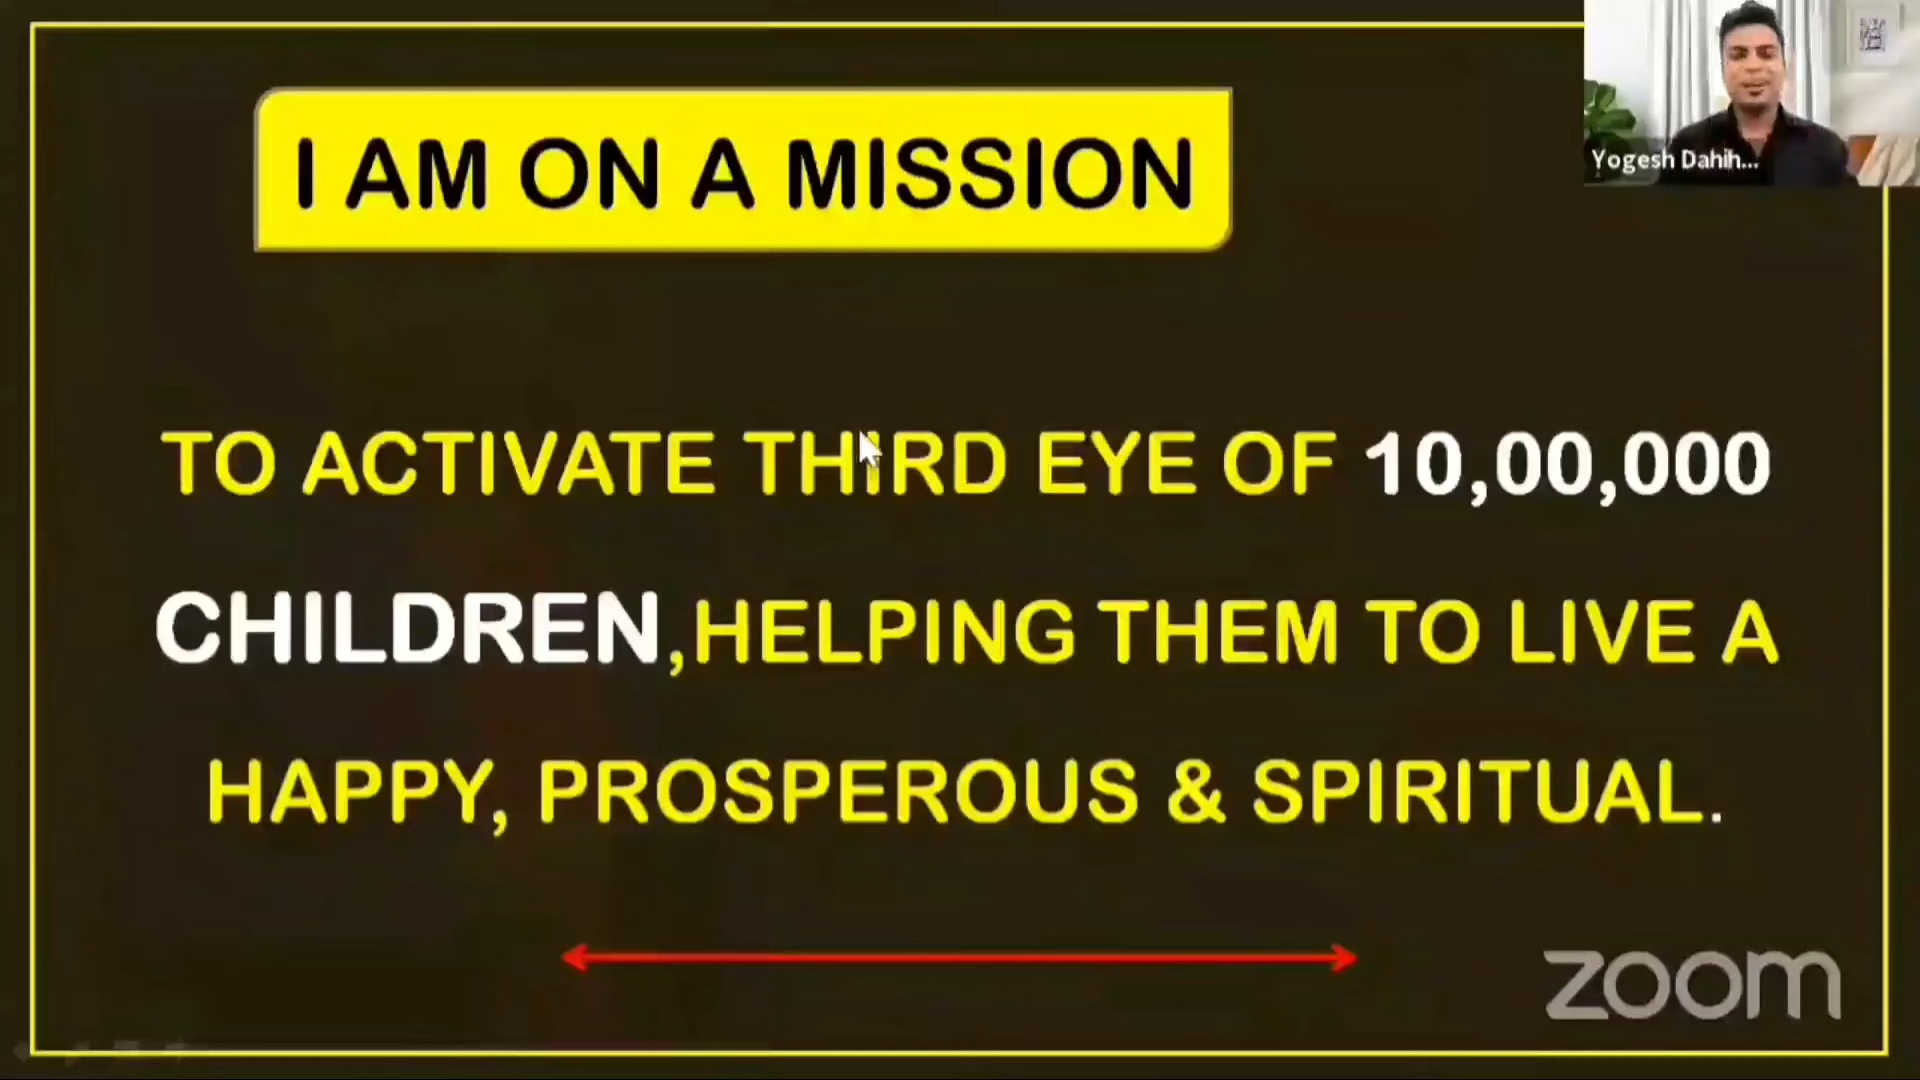 I AM ON A MISSION
Yogesh Dahih...
TO ACTIVATE THIRD EYE OF 10,00,000
CHILDREN,HELPING THEM TO LIVE A
HAPPY, PROSPEROUS & SPIRITUAL.
zoom